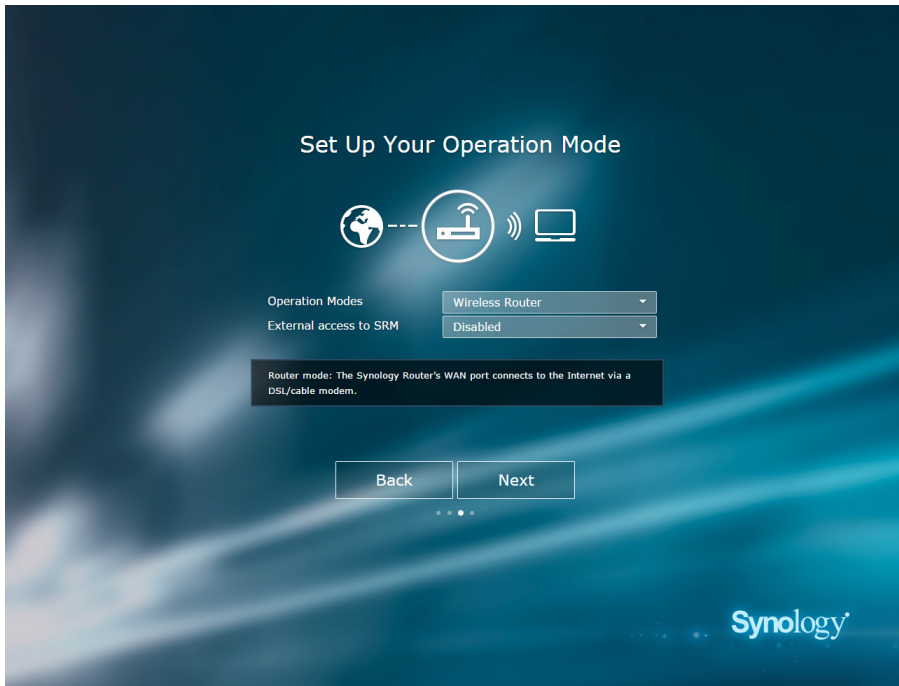 Set Up Your Operation Mode
Operation Modes Wireless Router
External access to SRM Disabled
Router mode: The Synology Router's WAN port connects to the Internet via a
DSL/cable modem.
Back Next
Synology